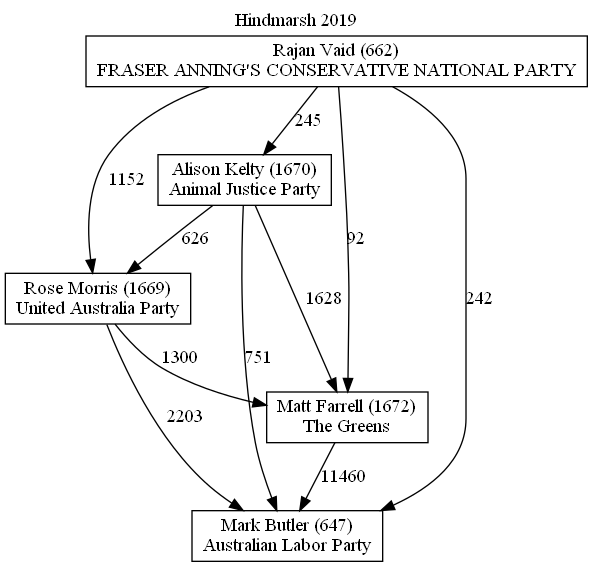 Hindmarsh 2019
Rajan Vaid (662)
FRASER ANNING'S CONSERVATIVE NATIONAL PARTY
245
Alison Kelty (1670)
Animal Justice Party
1152
626
92
Rose Morris (1669)
United Australia Party
1628
242
1300
751
Matt Farrell (1672)
The Greens
2203
11460
Mark Butler (647)
Australian Labor Party